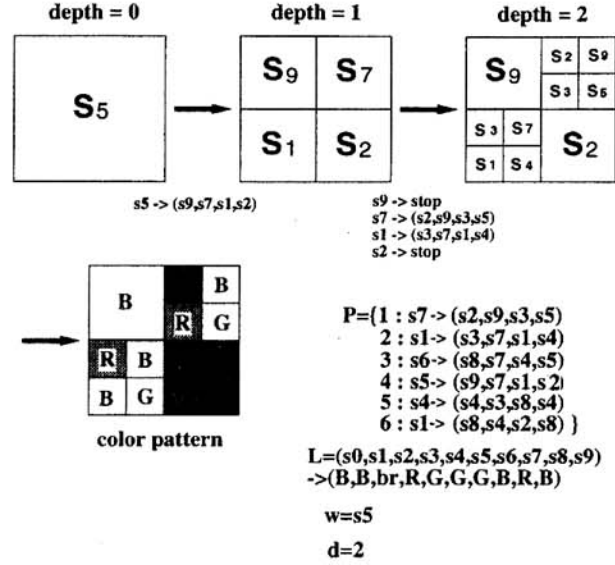 depth = 0
depth = 1
depth = 2
S5
S9 S7
S1 S2
S9
S2 S9
S3 S5
S3 S7
S1 S4
S2
s5 -> (s9,s7,s1,s2)
s9 -> stop
s7 -> (s2,s9,s3,s5)
s1 -> (s3,s7,s1,s4)
s2 -> stop
B
B
R G
R B
B G
color pattern
P={1 : s7-> (s2,s9,s3,s5)
2 : s1-> (s3,s7,s1,s4)
3 : s6-> (s8,s7,s4,s5)
4 : s5-> (s9,s7,s1,s2)
5 : s4-> (s4,s3,s8,s4)
6 : s1-> (s8,s4,s2,s8) }
L=(s0,s1,s2,s3,s4,s5,s6,s7,s8,s9)
->(B,B,br,R,G,G,G,B,R,B)
w=s5
d=2